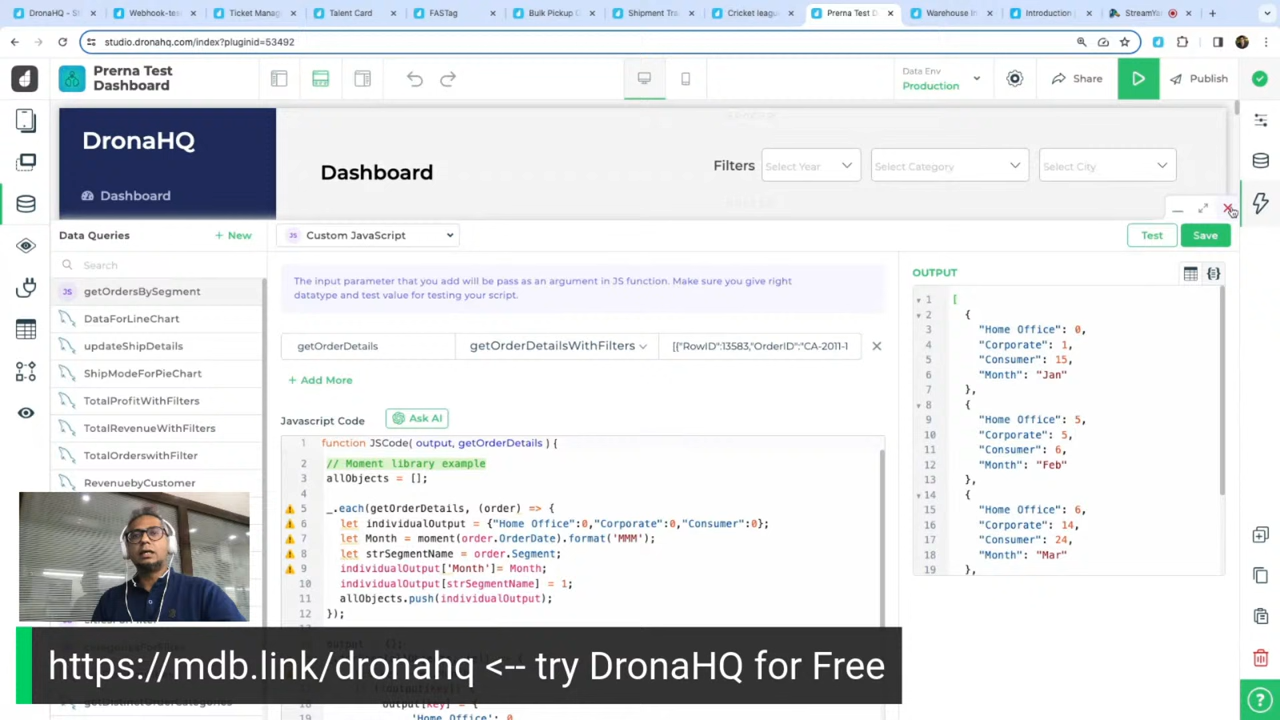 DronaHQ - S
Webhook-tes
Ticket Manag
Talent Card
FASTag
Bulk Pickup D
Shipment Tra
Cricket leagu
Prerna Test D
Warehouse In
Introduction
StreamYa
studio.dronahq.com/index?pluginid=53492
Prerna Test
Dashboard
Data Env
Production
Share
Publish
DronaHQ
Dashboard
Dashboard
Filters
Select Year
Select Category
Select City
Data Queries
+ New
JS Custom JavaScript
Test
Save
Search
JS getOrdersBySegment
DataForLineChart
updateShipDetails
ShipModeForPieChart
TotalProfitWithFilters
TotalRevenueWithFilters
TotalOrderswithFilter
RevenuebyCustomer
The input parameter that you add will pass as an argument in JS function. Make sure you give right
datatype and test value for testing your script.
getOrderDetails
getOrderDetailsWithFilters
[{"RowID":13583,"OrderID":"CA-2011-1
+ Add More
Javascript Code
Ask AI
1 function JSCode( output, getOrderDetails ) {
2 // Moment library example
3 allObjects = [];
4
5 _.each(getOrderDetails, (order) => {
6 let individualOutput = {"Home Office":0,"Corporate":0,"Consumer":0};
7 let Month = moment(order.OrderDate).format('MMM');
8 let strSegmentName = order.Segment;
9 individualOutput['Month']= Month;
10 individualOutput[strSegmentName] = 1;
11 allObjects.push(individualOutput);
12 });
18 Output[key] = {
19 'Home Office': 0,
OUTPUT
1 [
2 {
3 "Home Office": 0,
4 "Corporate": 1,
5 "Consumer": 15,
6 "Month": "Jan"
7 },
8 {
9 "Home Office": 5,
10 "Corporate": 5,
11 "Consumer": 6,
12 "Month": "Feb"
13 },
14 {
15 "Home Office": 6,
16 "Corporate": 14,
17 "Consumer": 24,
18 "Month": "Mar"
19 },
https://mdb.link/dronahq <-- try DronaHQ for Free